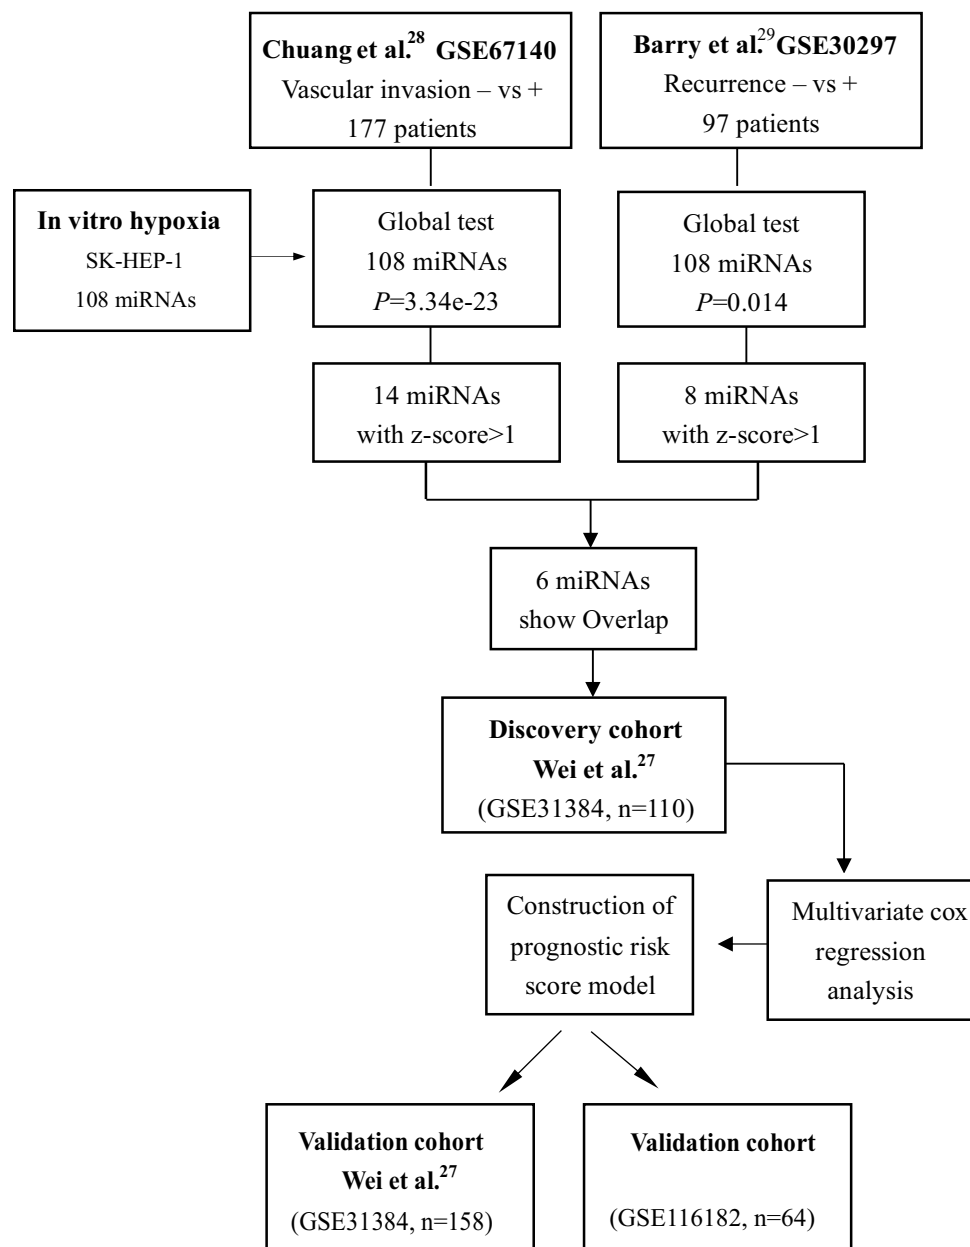 Chuang et al.28 GSE67140
Vascular invasion – vs +
177 patients
Barry et al.29GSE30297
Recurrence – vs +
97 patients
In vitro hypoxia
SK-HEP-1
108 miRNAs
Global test
108 miRNAs
P=3.34e-23
Global test
108 miRNAs
P=0.014
14 miRNAs
with z-score>1
8 miRNAs
with z-score>1
6 miRNAs
show Overlap
Discovery cohort
Wei et al.27
(GSE31384, n=110)
Multivariate cox
regression
analysis
Construction of
prognostic risk
score model
Validation cohort
Wei et al.27
(GSE31384, n=158)
Validation cohort
(GSE116182, n=64)